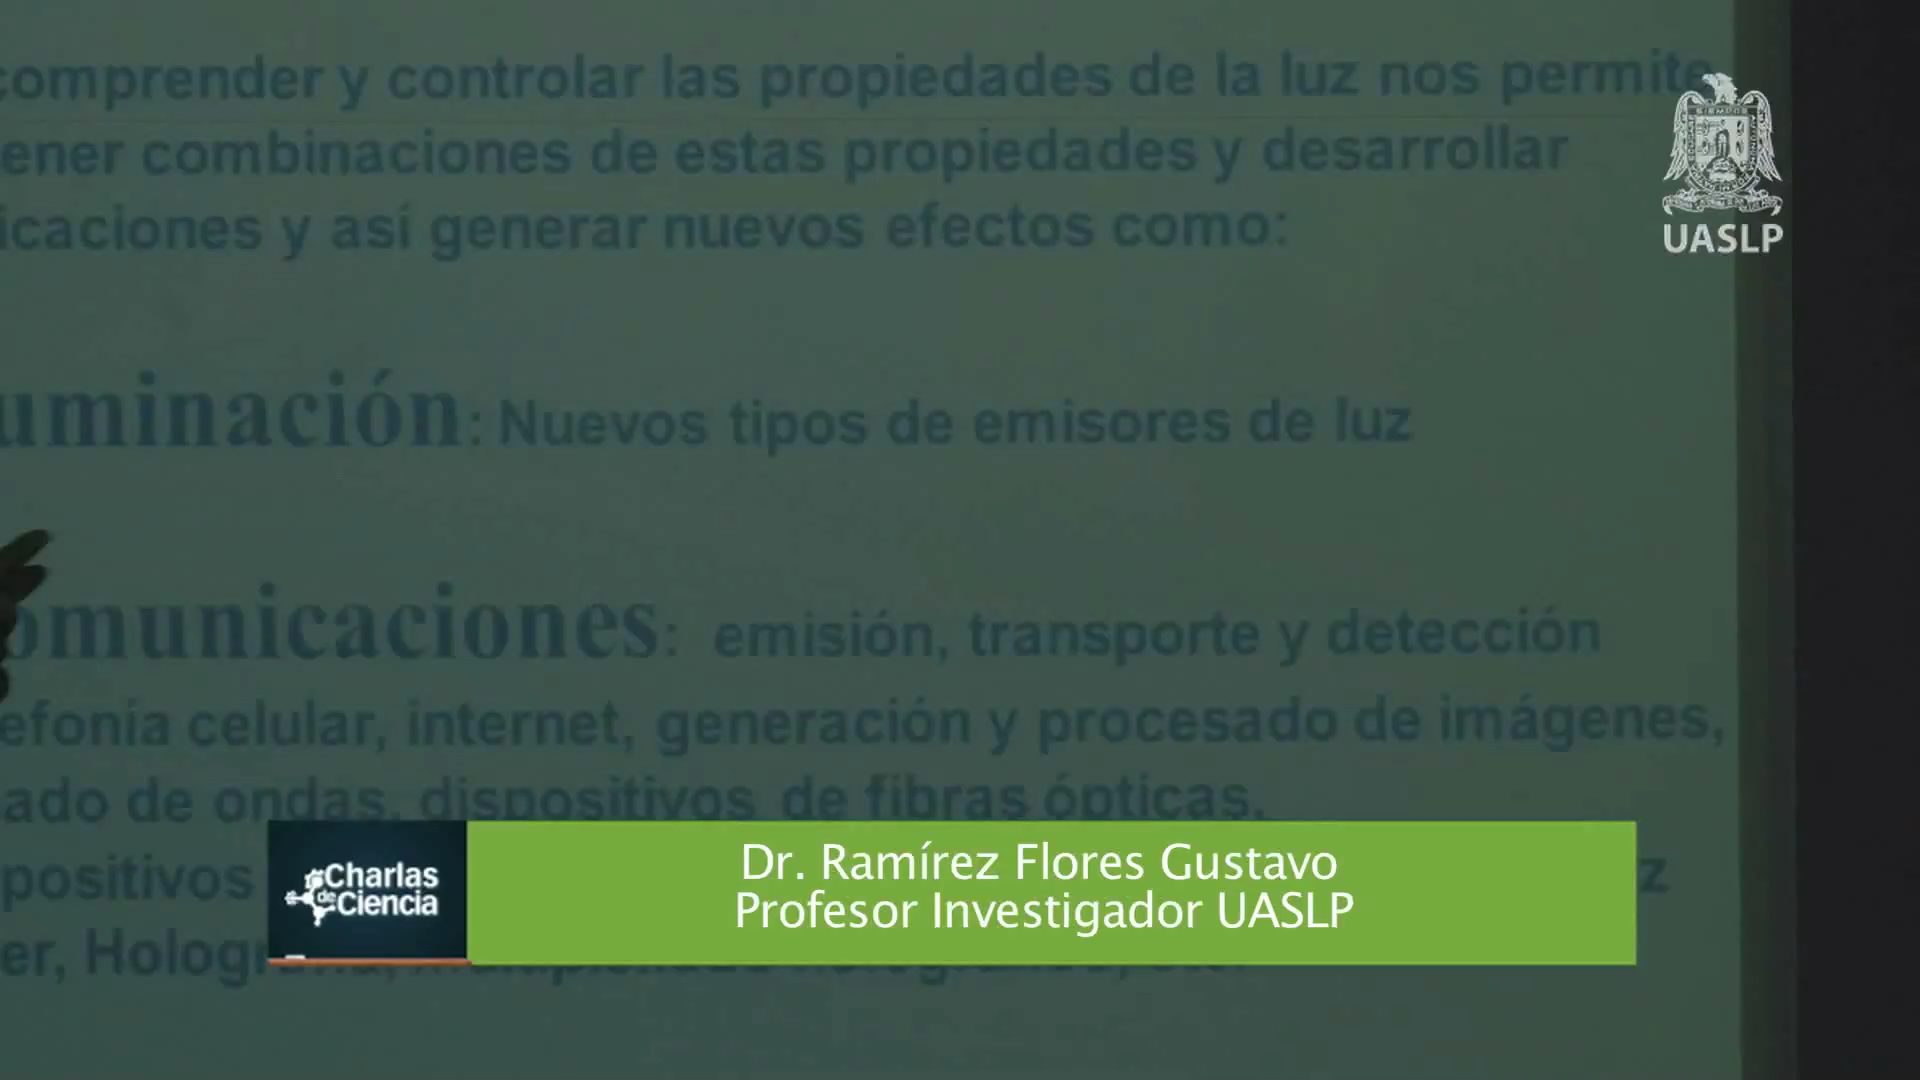 comprender y controlar las propiedades de la luz nos permite
ener combinaciones de estas propiedades y desarrollar
icaciones y así generar nuevos efectos como:
UASLP
uminación: Nuevos tipos de emisores de luz
omunicaciones: emisión, transporte y detección
efonía celular, internet, generación y procesado de imágenes,
ado de ondas, dispositivos de fibras ópticas,
positivos
er,
Charlas
de
Ciencia
Dr. Ramírez Flores Gustavo
Profesor Investigador UASLP